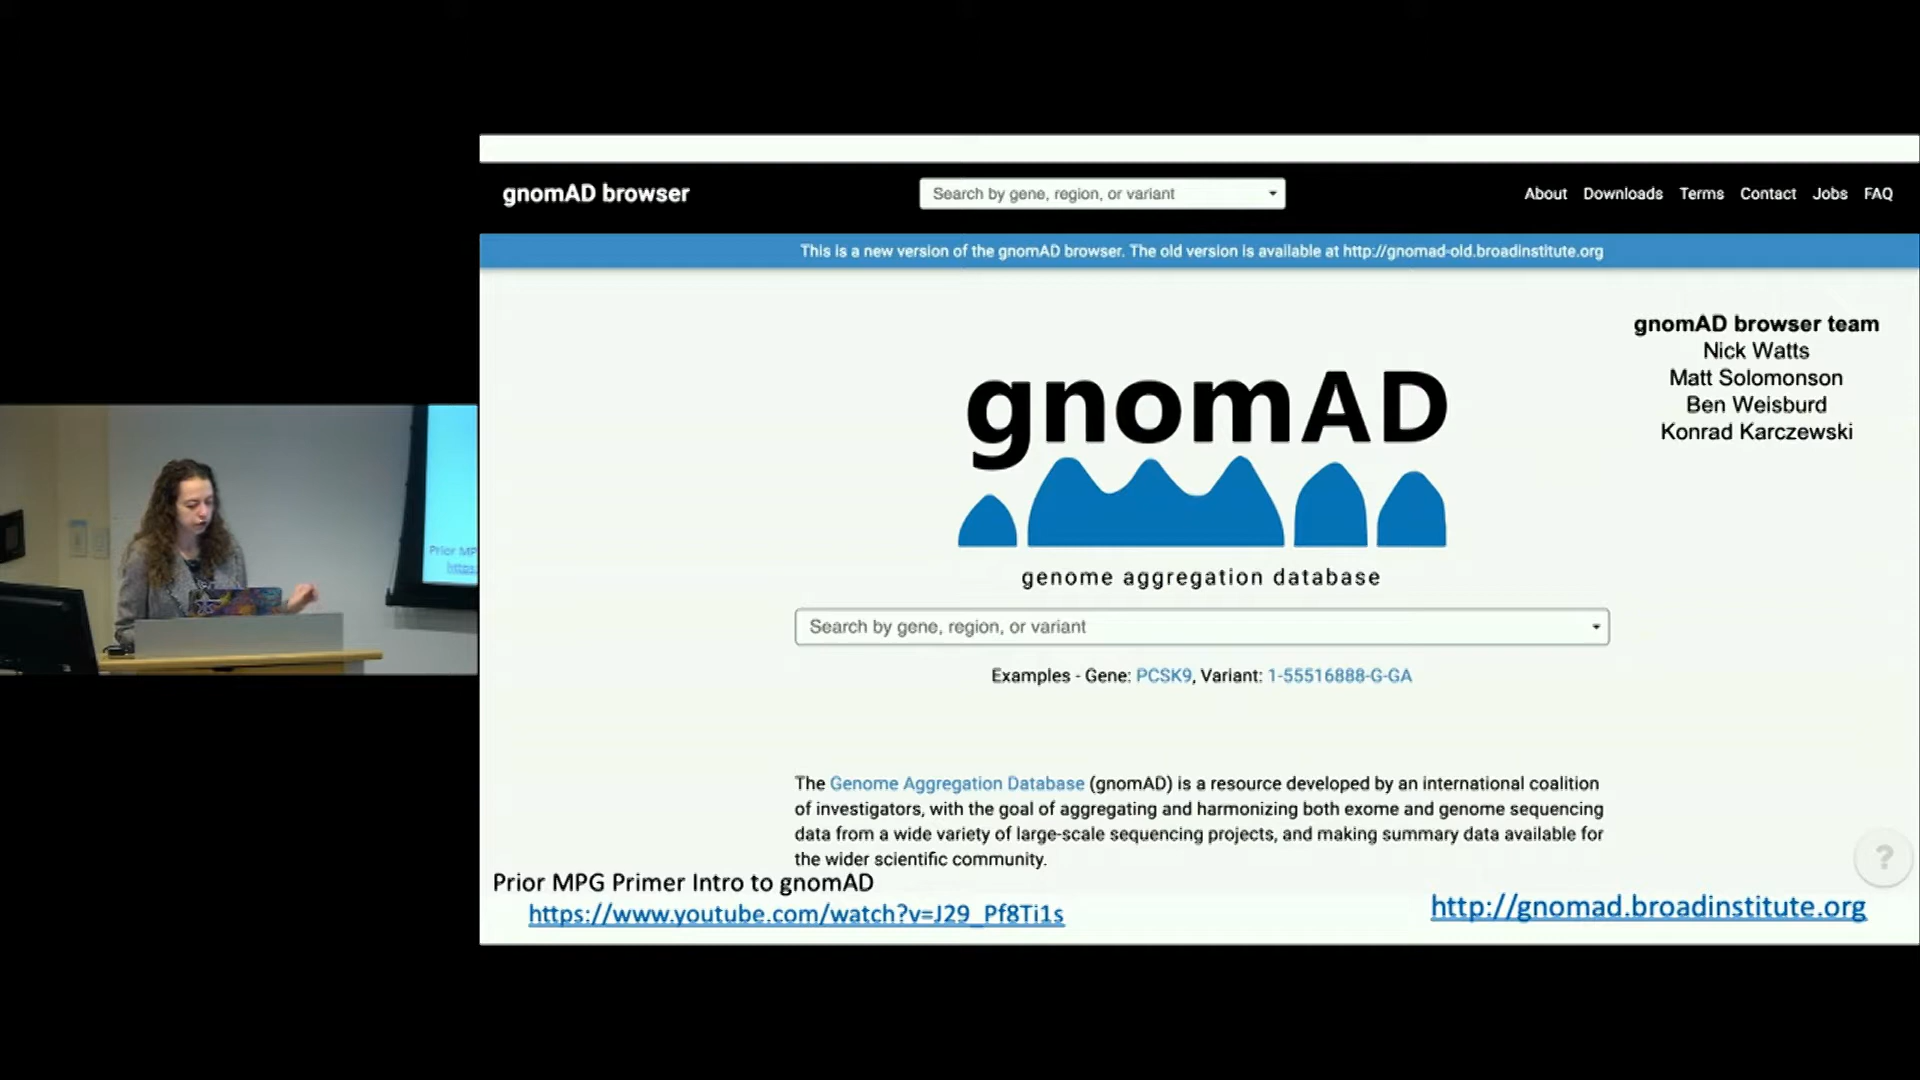 gnomAD browser
Search by gene, region, or variant
About Downloads Terms Contact Jobs FAQ
This is a new version of the gnomAD browser. The old version is available at http://gnomad-old.broadinstitute.org
gnomAD browser team
Nick Watts
Matt Solomonson
Ben Weisburd
Konrad Karczewski
gnomAD
genome aggregation database
Search by gene, region, or variant
Examples - Gene: PCSK9, Variant: 1-55516888-G-GA
The Genome Aggregation Database (gnomAD) is a resource developed by an international coalition
of investigators, with the goal of aggregating and harmonizing both exome and genome sequencing
data from a wide variety of large-scale sequencing projects, and making summary data available for
the wider scientific community.
?
Prior MPG Primer Intro to gnomAD
https://www.youtube.com/watch?v=J29_Pf8Ti1s
http://gnomad.broadinstitute.org
Prior MP
https: